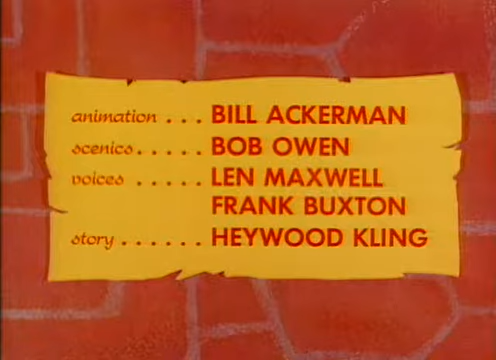 animation . . . BILL ACKERMAN
scenics . . . . . BOB OWEN
voices . . . . . LEN MAXWELL
FRANK BUXTON
story . . . . . . HEYWOOD KLING